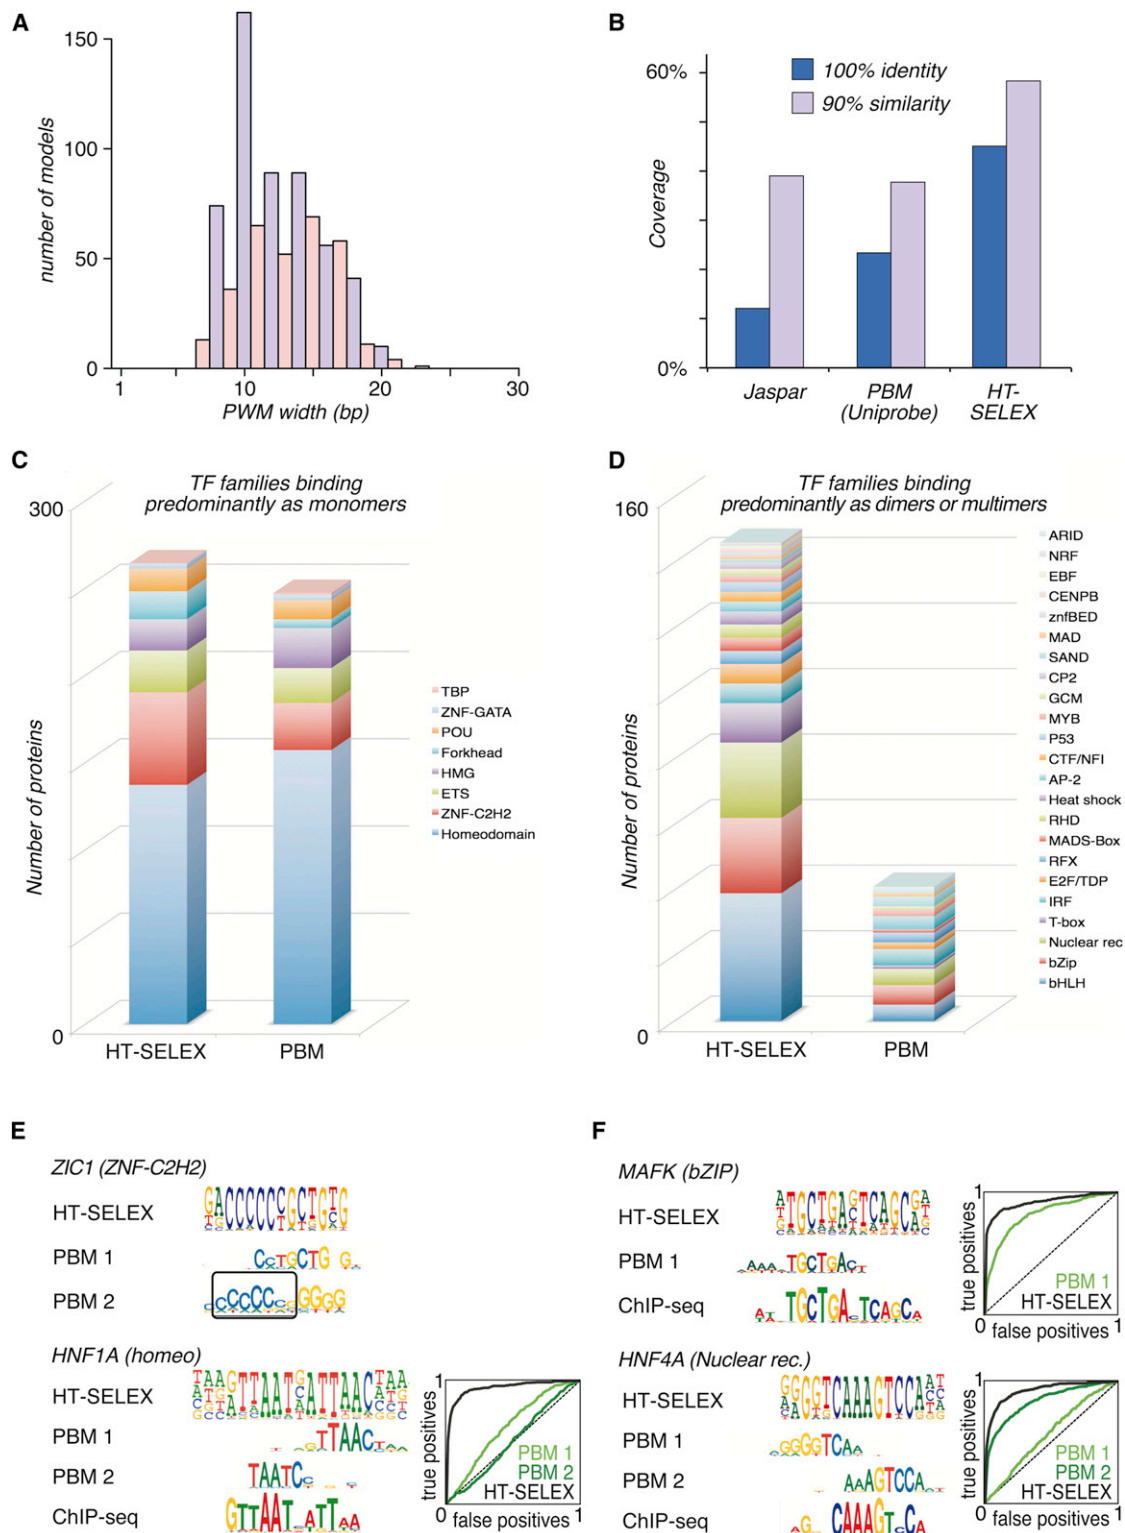 A
150
100
50
0
number of models
1
10
20
30
PWM width (bp)
B
60%
0%
Coverage
100% identity
90% similarity
Jaspar
PBM
(Uniprobe)
HT-
SELEX
C
TF families binding
predominantly as monomers
300
0
Number of proteins
HT-SELEX
PBM
TBP
ZNF-GATA
POU
Forkhead
HMG
ETS
ZNF-C2H2
Homeodomain
D
TF families binding
predominantly as dimers or multimers
160
0
Number of proteins
HT-SELEX
PBM
ARID
NRF
EBF
CENPB
znfBED
MAD
SAND
CP2
GCM
MYB
P53
CTF/NFI
AP-2
Heat shock
RHD
MADS-Box
RFX
E2F/TDP
IRF
T-box
Nuclear rec
bZip
bHLH
E
ZIC1 (ZNF-C2H2)
HT-SELEX
PBM 1
PBM 2
HNF1A (homeo)
HT-SELEX
PBM 1
PBM 2
ChIP-seq
1
true positives
PBM 1
PBM 2
HT-SELEX
0
false positives
1
F
MAFK (bZIP)
HT-SELEX
PBM 1
ChIP-seq
1
true positives
PBM 1
HT-SELEX
0
false positives
1
HNF4A (Nuclear rec.)
HT-SELEX
PBM 1
PBM 2
ChIP-seq
1
true positives
PBM 1
PBM 2
HT-SELEX
0
false positives
1